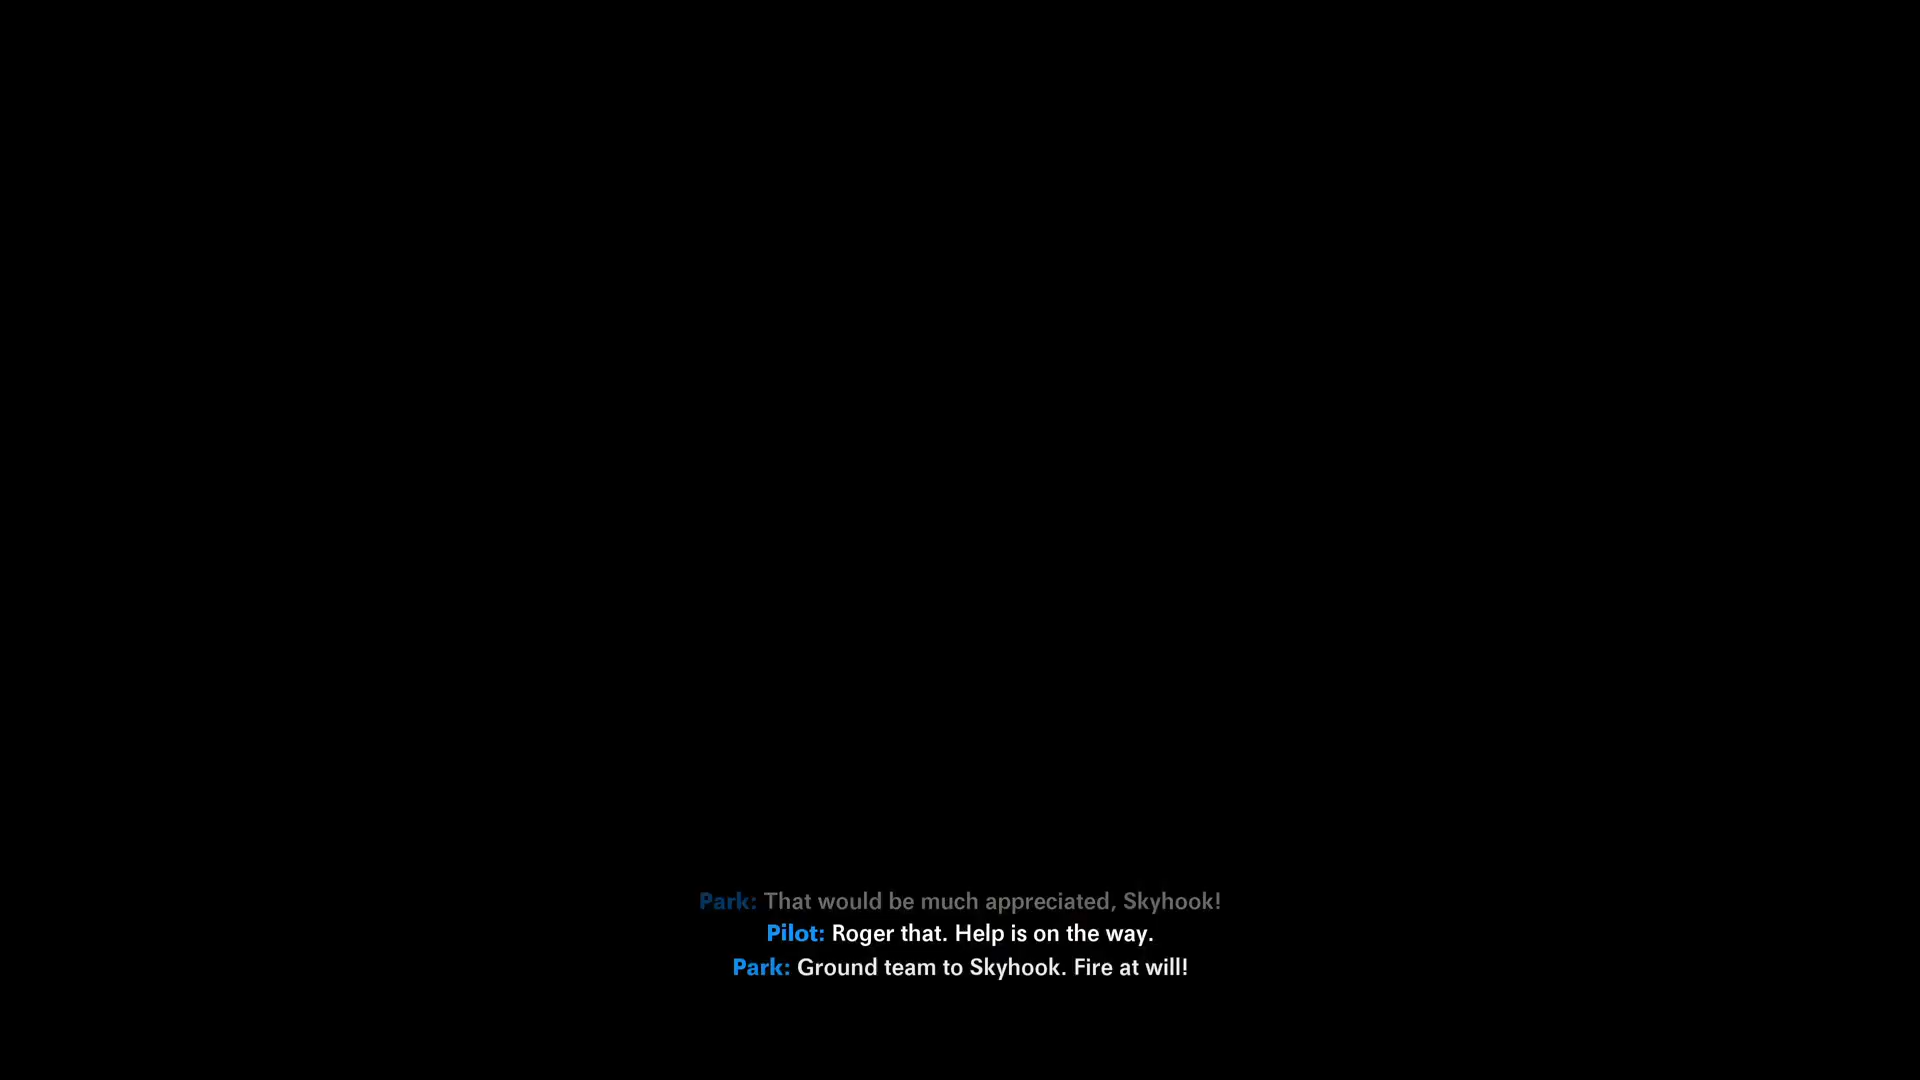 Park: That would be much appreciated, Skyhook!
Pilot: Roger that. Help is on the way.
Park: Ground team to Skyhook. Fire at will!